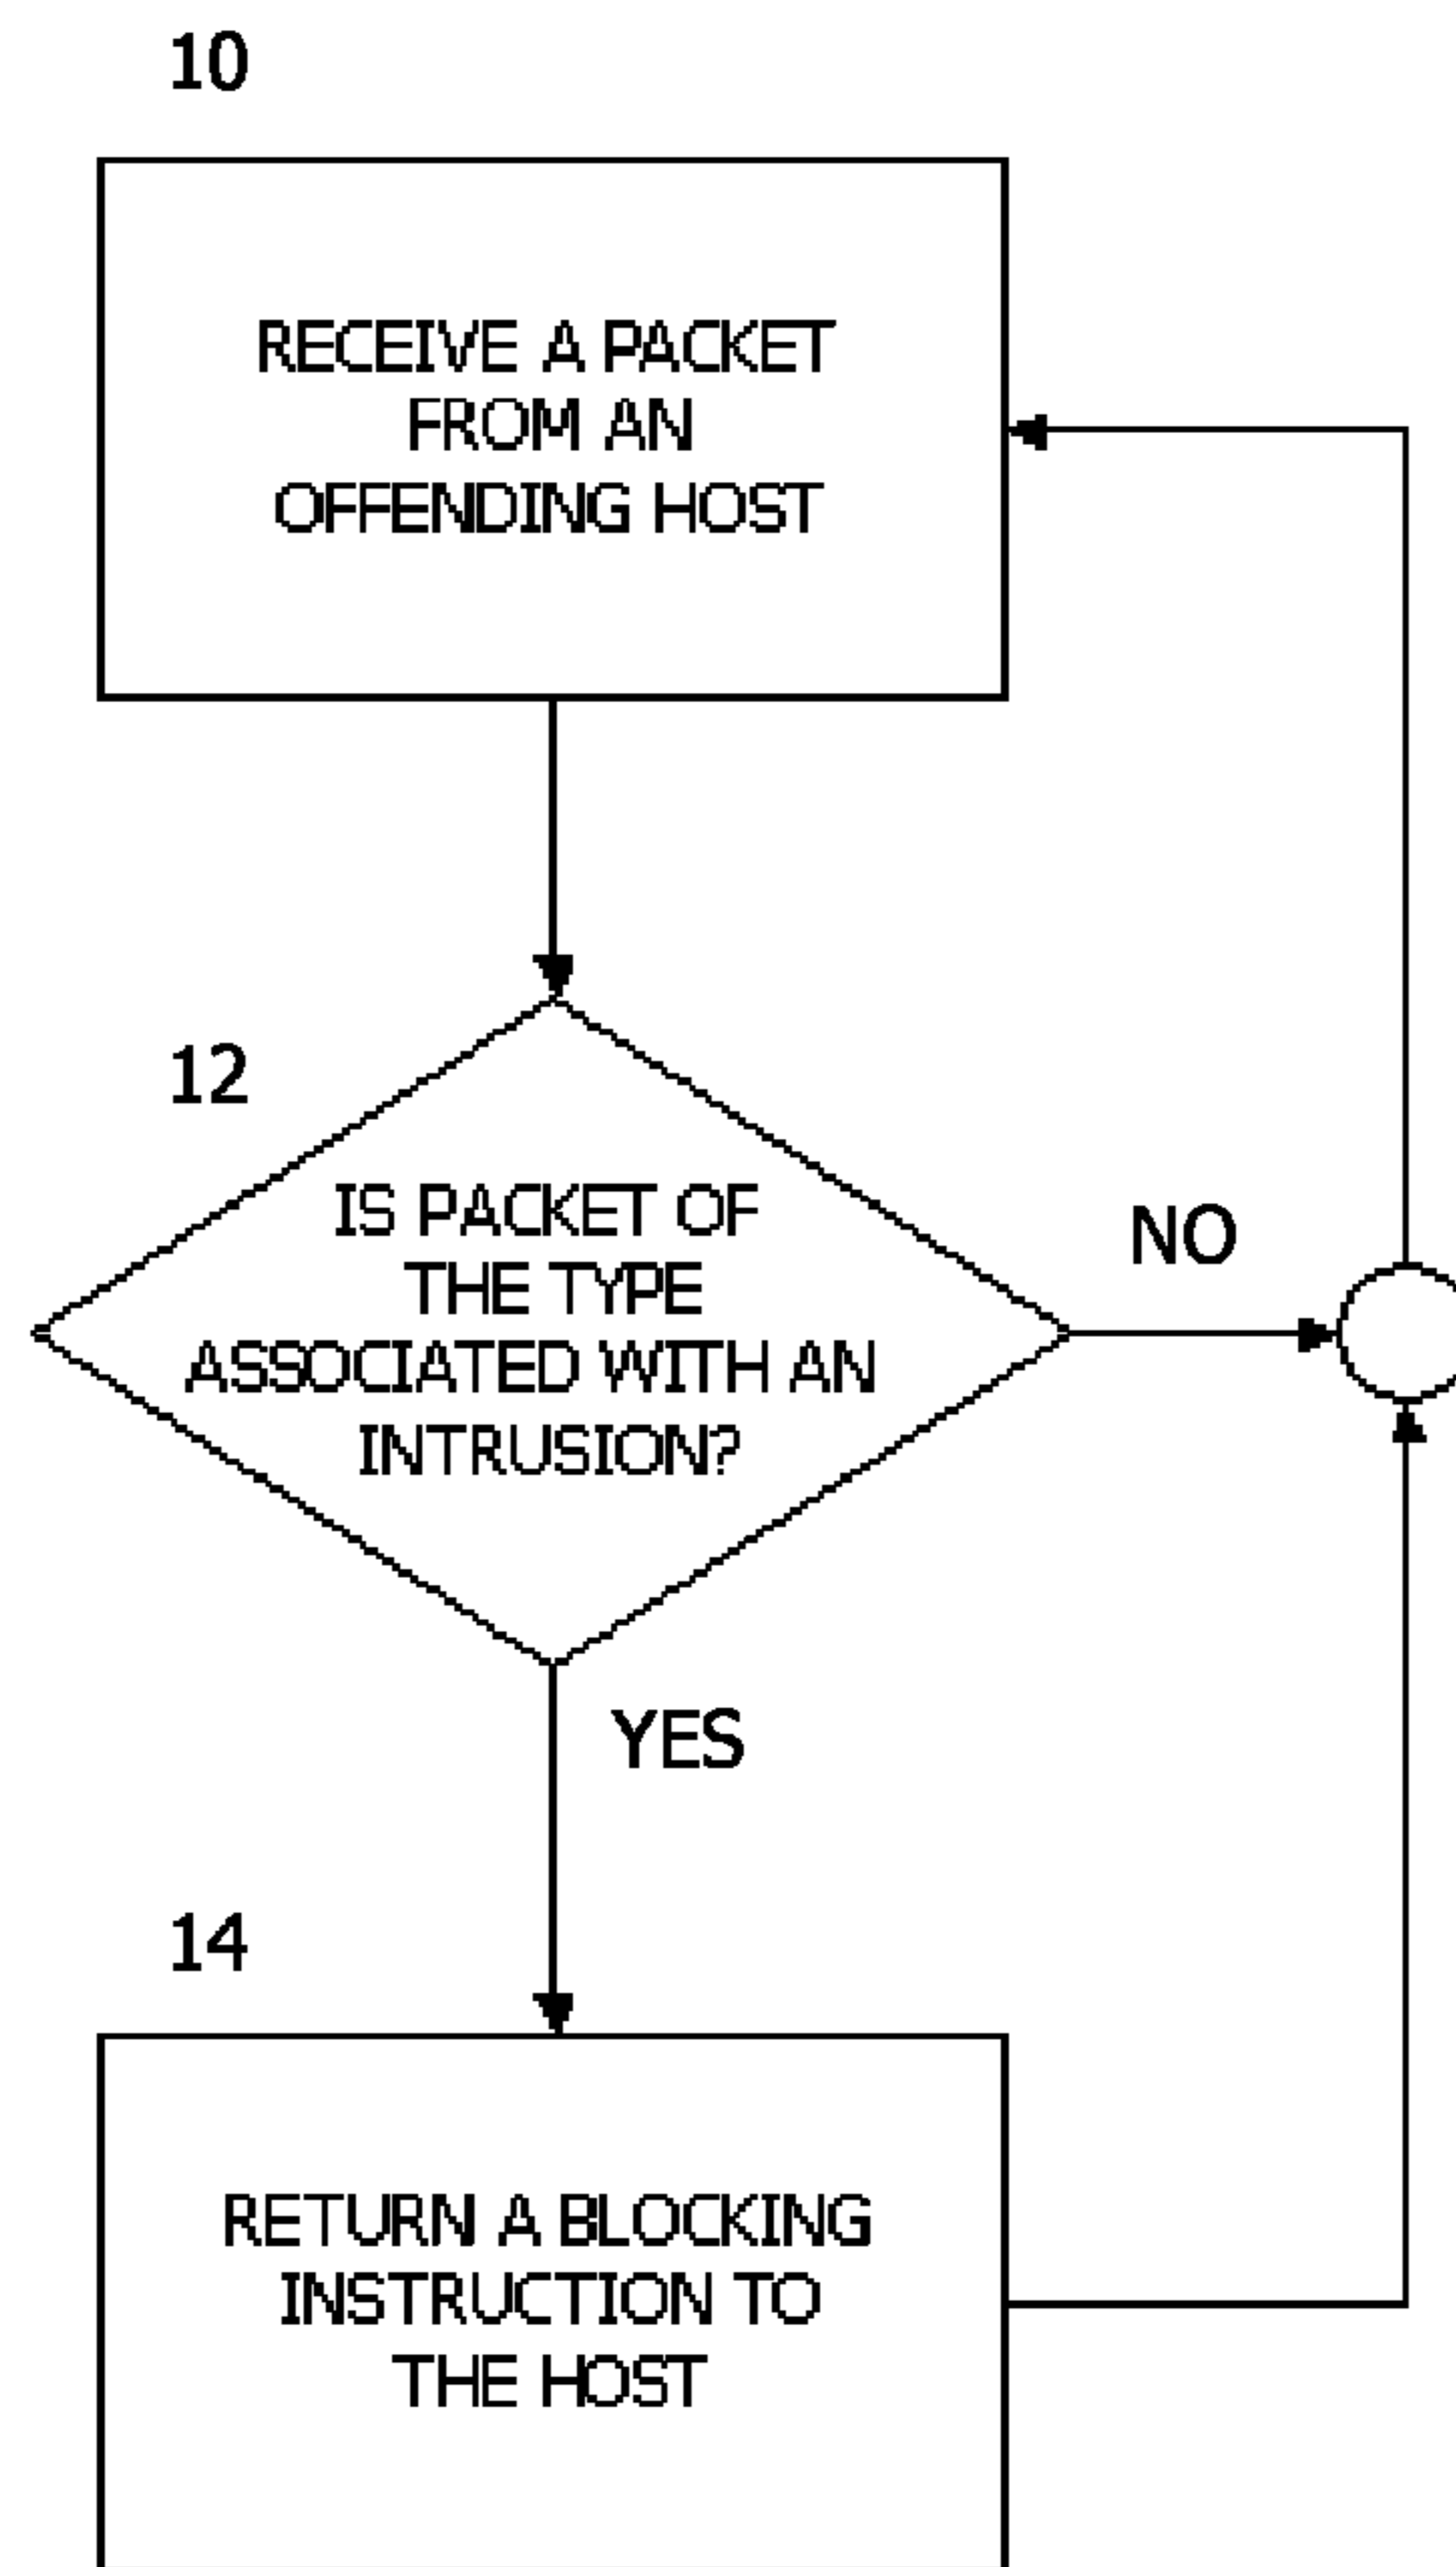 10
RECEIVE A PACKET
FROM AN
OFFENDING HOST
12
IS PACKET OF
THE TYPE
ASSOCIATED WITH AN
INTRUSION?
NO
YES
14
RETURN A BLOCKING
INSTRUCTION TO
THE HOST